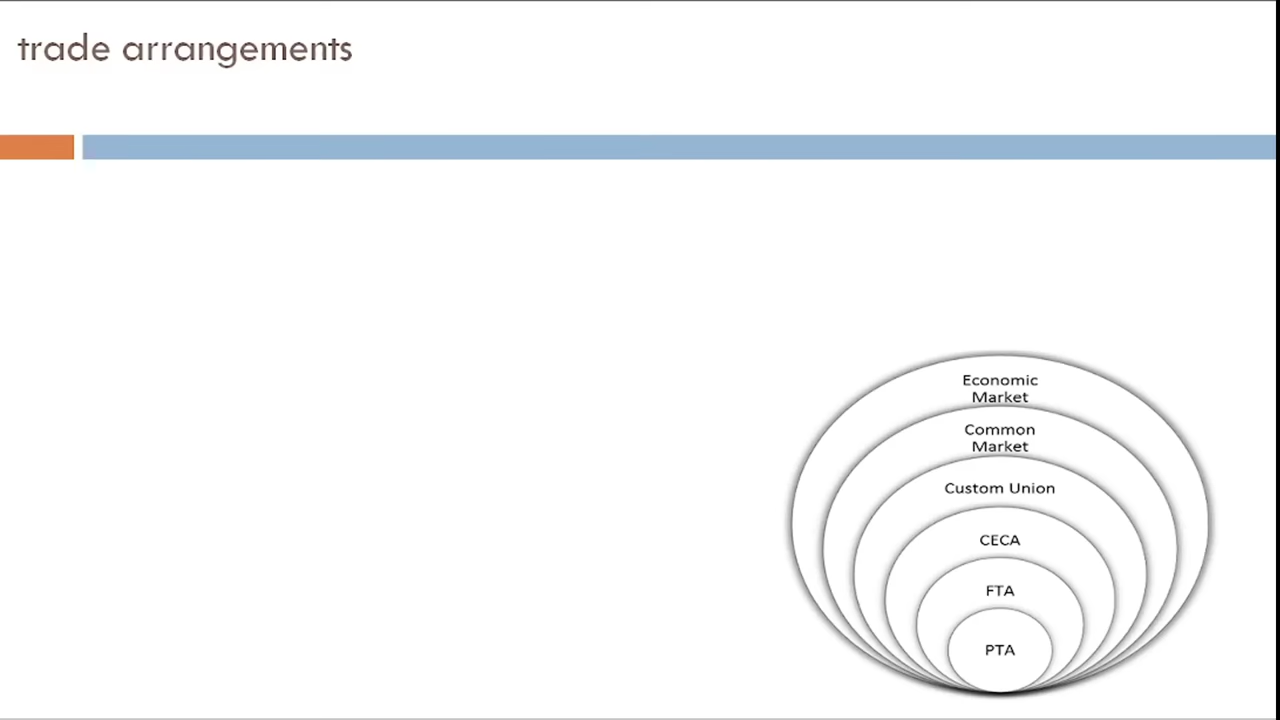 trade arrangements
Economic
Market
Common
Market
Custom Union
CECA
FTA
PTA